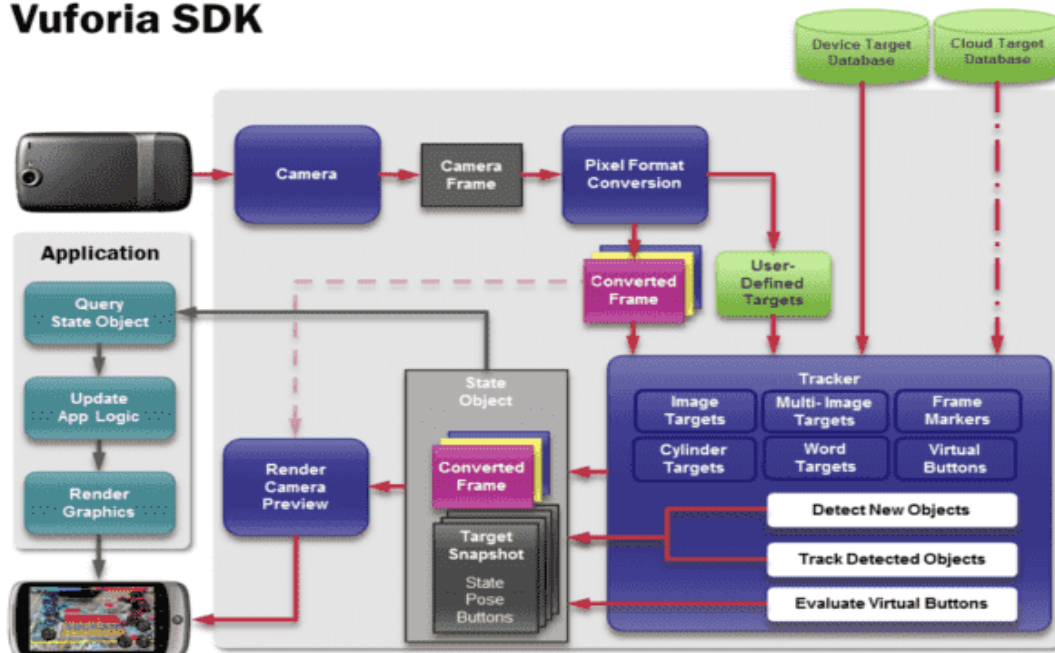 Vuforia SDK
Device Target
Database
Cloud Target
Database
Camera
Camera
Frame
Pixel Format
Conversion
Application
Query
State Object
Update
App Logic
Render
Graphics
Converted
Frame
User-
Defined
Targets
State
Object
Converted
Frame
Target
Snapshot
State
Pose
Buttons
Render
Camera
Preview
Tracker
Image
Targets
Multi-Image
Targets
Frame
Markers
Cylinder
Targets
Word
Targets
Virtual
Buttons
Detect New Objects
Track Detected Objects
Evaluate Virtual Buttons